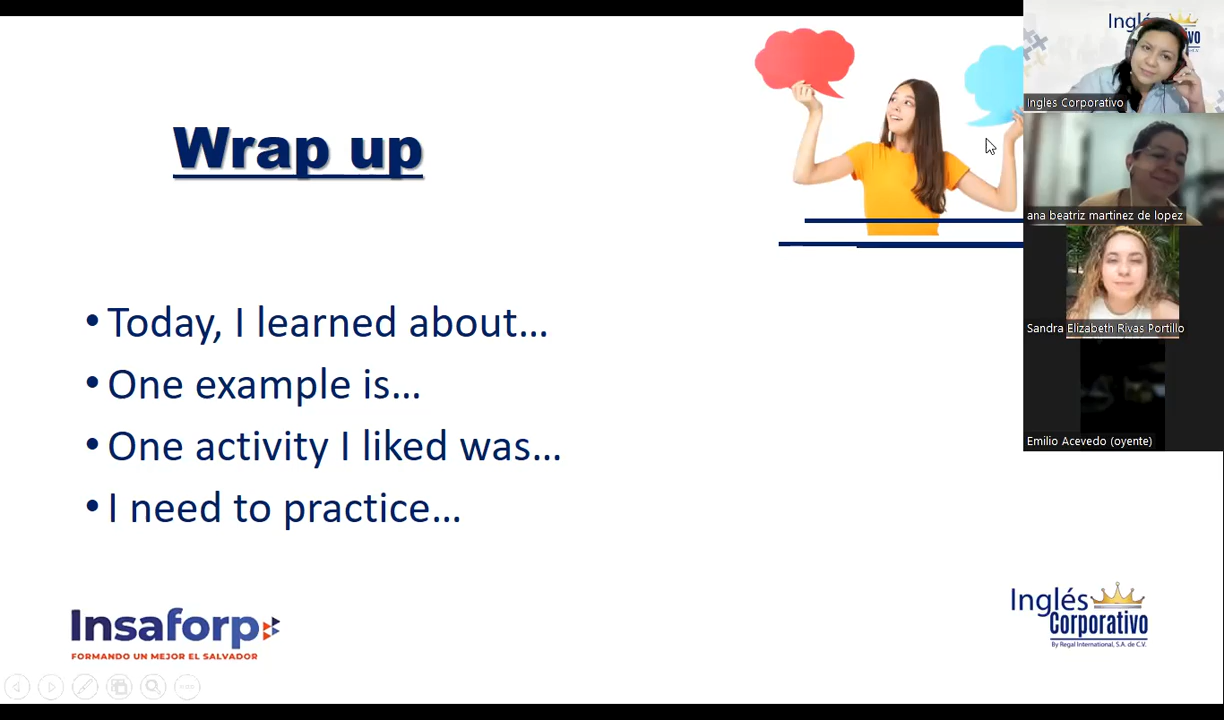 Wrap up
• Today, I learned about...
• One example is...
• One activity I liked was...
• I need to practice...
Insaforp
FORMANDO UN MEJOR EL SALVADOR
Inglés
Corporativo
By Regal International, S.A. de C.V.
Inglés Corporativo
ana beatriz martinez de lopez
Sandra Elizabeth Rivas Portillo
Emilio Acevedo (oyente)